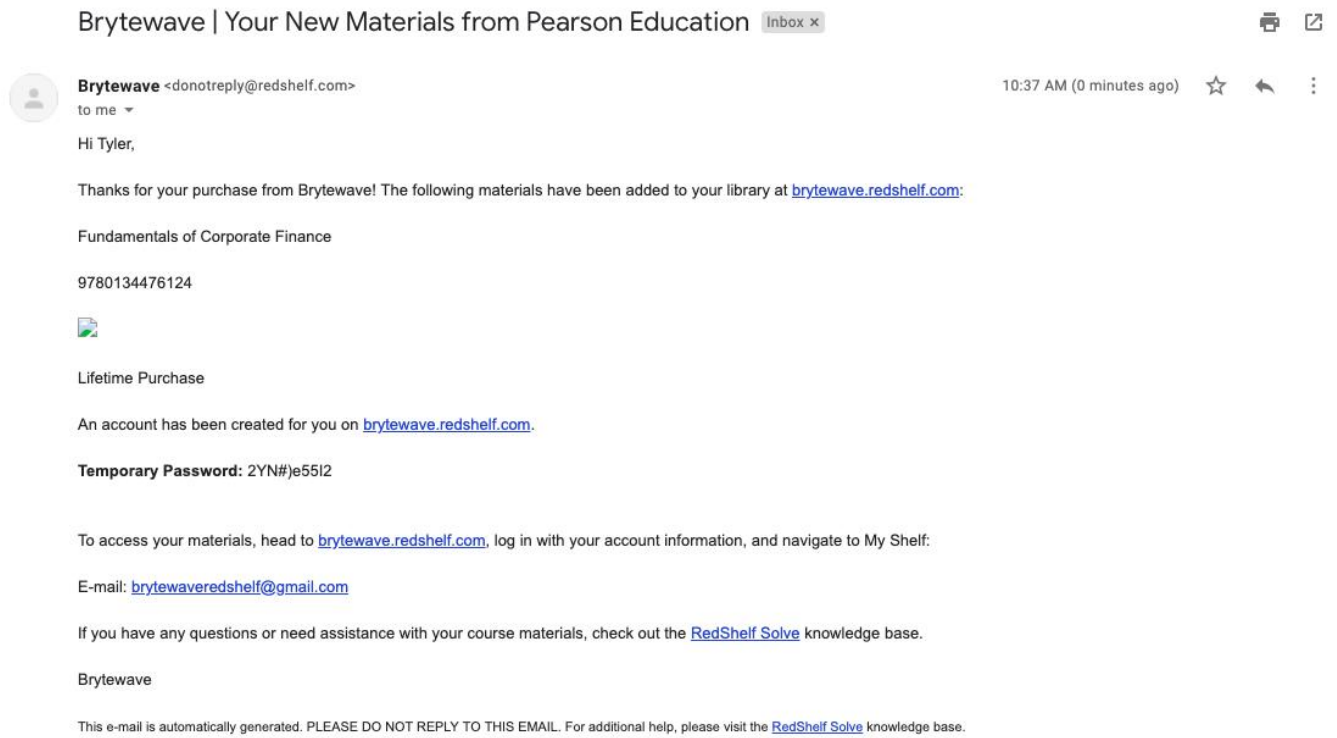 Brytewave | Your New Materials from Pearson Education Inbox ×
Brytewave <donotreply@redshelf.com> 10:37 AM (0 minutes ago)
to me
Hi Tyler,
Thanks for your purchase from Brytewave! The following materials have been added to your library at brytewave.redshelf.com:
Fundamentals of Corporate Finance
9780134476124
Lifetime Purchase
An account has been created for you on brytewave.redshelf.com.
Temporary Password: 2YN#)e55I2
To access your materials, head to brytewave.redshelf.com, log in with your account information, and navigate to My Shelf:
E-mail: brytewaveredshelf@gmail.com
If you have any questions or need assistance with your course materials, check out the RedShelf Solve knowledge base.
Brytewave
This e-mail is automatically generated. PLEASE DO NOT REPLY TO THIS EMAIL. For additional help, please visit the RedShelf Solve knowledge base.